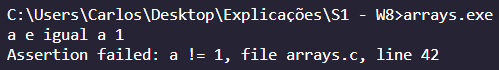 C:\Users\Carlos\Desktop\Explicações\S1 - W8>arrays.exe
a e igual a 1
Assertion failed: a != 1, file arrays.c, line 42